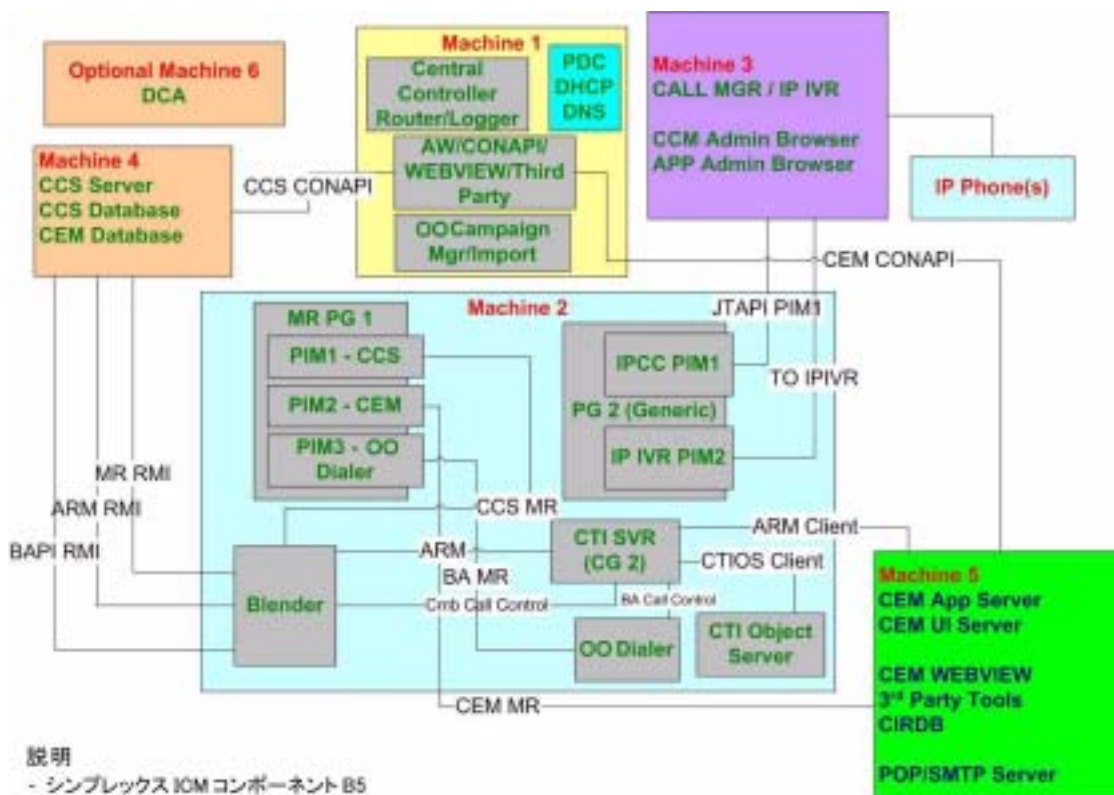 Optional Machine 6
DCA
Machine 1
Central
Controller
Router/Logger
PDC
DHCP
DNS
AW/CONAPI/
WEBVIEW/Third
Party
OOCampaign
Mgr/Import
Machine 3
CALL MGR / IP IVR
CCM Admin Browser
APP Admin Browser
IP Phone(s)
Machine 4
CCS Server
CCS Database
CEM Database
CCS CONAPI
CEM CONAPI
Machine 2
MR PG 1
PIM1 - CCS
PIM2 - CEM
PIM3 - OO
Dialer
JTAPI PIM1
IPCC PIM1
TO IPIVR
PG 2 (Generic)
IP IVR PIM2
MR RMI
ARM RMI
BAPI RMI
CCS MR
Blender
ARM
BA MR
Cmb Call Control
CTI SVR
(CG 2)
BA Call Control
ARM Client
CTIOS Client
OO Dialer
CTI Object
Server
CEM MR
Machine 5
CEM App Server
CEM UI Server
CEM WEBVIEW
3rd Party Tools
CIRDB
POP/SMTP Server
説明
- シンプレックス ICM コンポーネント B5